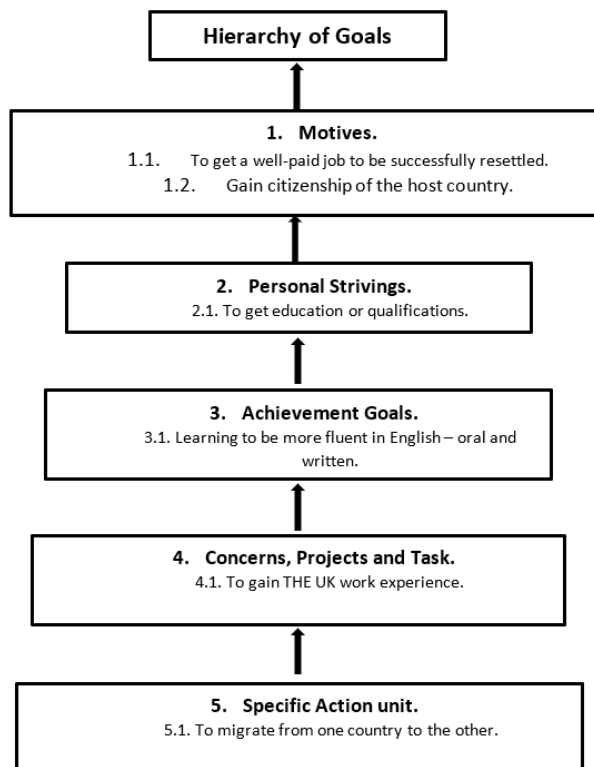 Hierarchy of Goals
1. Motives.
1.1. To get a well-paid job to be successfully resettled.
1.2. Gain citizenship of the host country.
2. Personal Strivings.
2.1. To get education or qualifications.
3. Achievement Goals.
3.1. Learning to be more fluent in English – oral and
written.
4. Concerns, Projects and Task.
4.1. To gain THE UK work experience.
5. Specific Action unit.
5.1. To migrate from one country to the other.